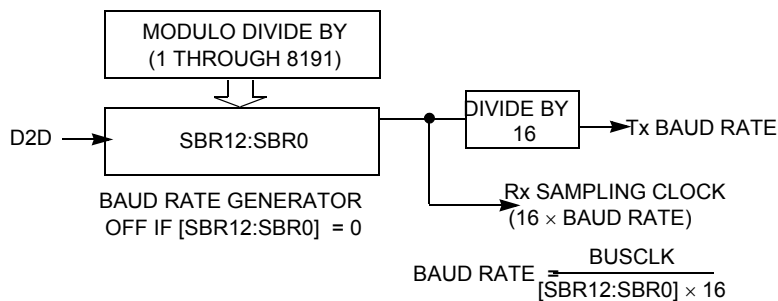 MODULO DIVIDE BY
(1 THROUGH 8191)
D2D
SBR12:SBR0
DIVIDE BY
16
Tx BAUD RATE
BAUD RATE GENERATOR
OFF IF [SBR12:SBR0] = 0
Rx SAMPLING CLOCK
(16 × BAUD RATE)
BAUD RATE =
BUSCLK
[SBR12:SBR0] × 16